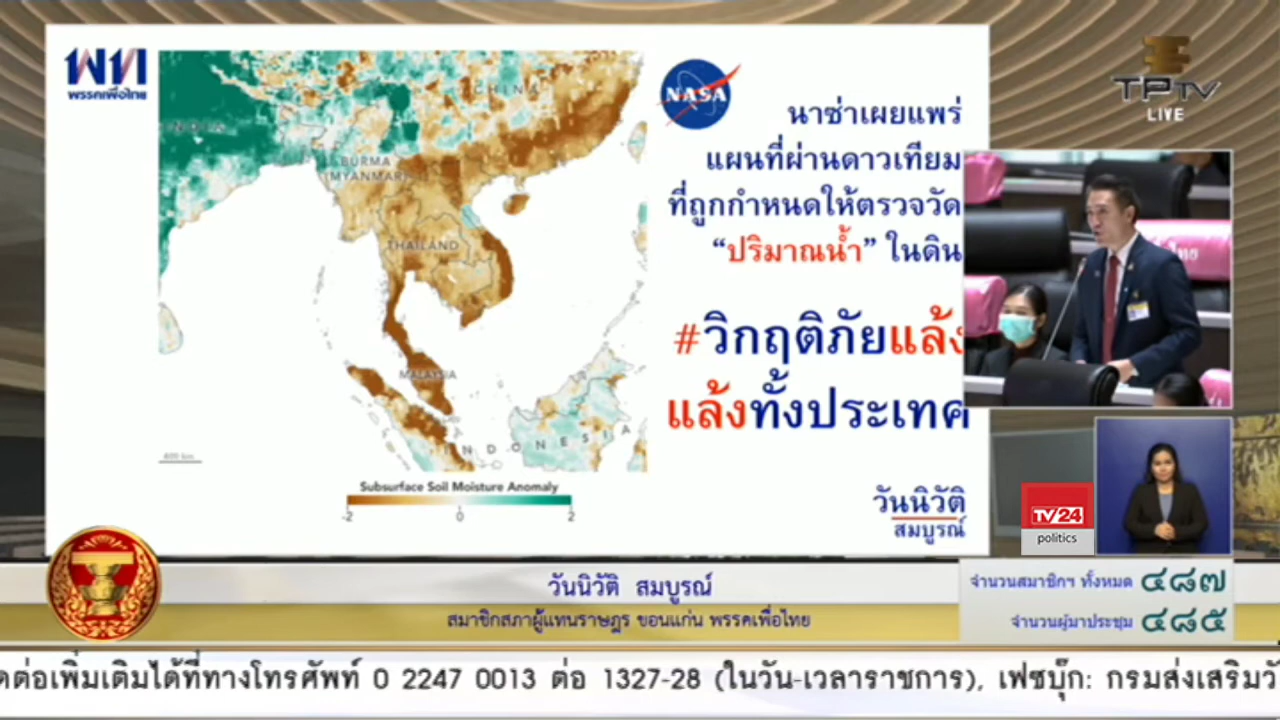 พท
พรรคเพื่อไทย
CHINA
BURMA
MYANMAR
THAILAND
MALAYSIA
INDONESIA
400 km
Subsurface Soil Moisture Anomaly
-2 0 2
NASA
นาซ่าเผยแพร่
แผนที่ผ่านดาวเทียม
ที่ถูกกำหนดให้ตรวจวัด
“ปริมาณน้ำ” ในดิน
#วิกฤติภัยแล้ง
แล้งทั้งประเทศ
วันนิวัติ
สมบูรณ์
TPTV
LIVE
TV24
politics
วันนิวัติ สมบูรณ์
สมาชิกสภาผู้แทนราษฎร ขอนแก่น พรรคเพื่อไทย
จำนวนสมาชิกฯ ทั้งหมด ๔๘๗
จำนวนผู้มาประชุม ๔๘๕
ดต่อเพิ่มเติมได้ที่ทางโทรศัพท์ 0 2247 0013 ต่อ 1327-28 (ในวัน-เวลาราชการ), เฟซบุ๊ก: กรมส่งเสริมวั